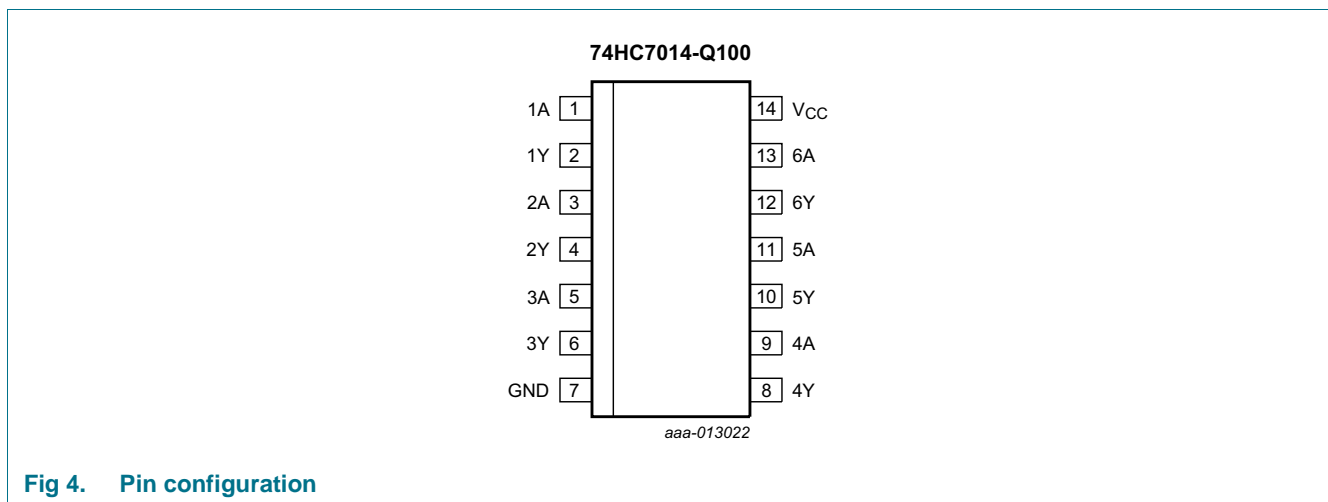 74HC7014-Q100
1A 1 14 VCC
1Y 2 13 6A
2A 3 12 6Y
2Y 4 11 5A
3A 5 10 5Y
3Y 6 9 4A
GND 7 8 4Y
aaa-013022
Fig 4. Pin configuration